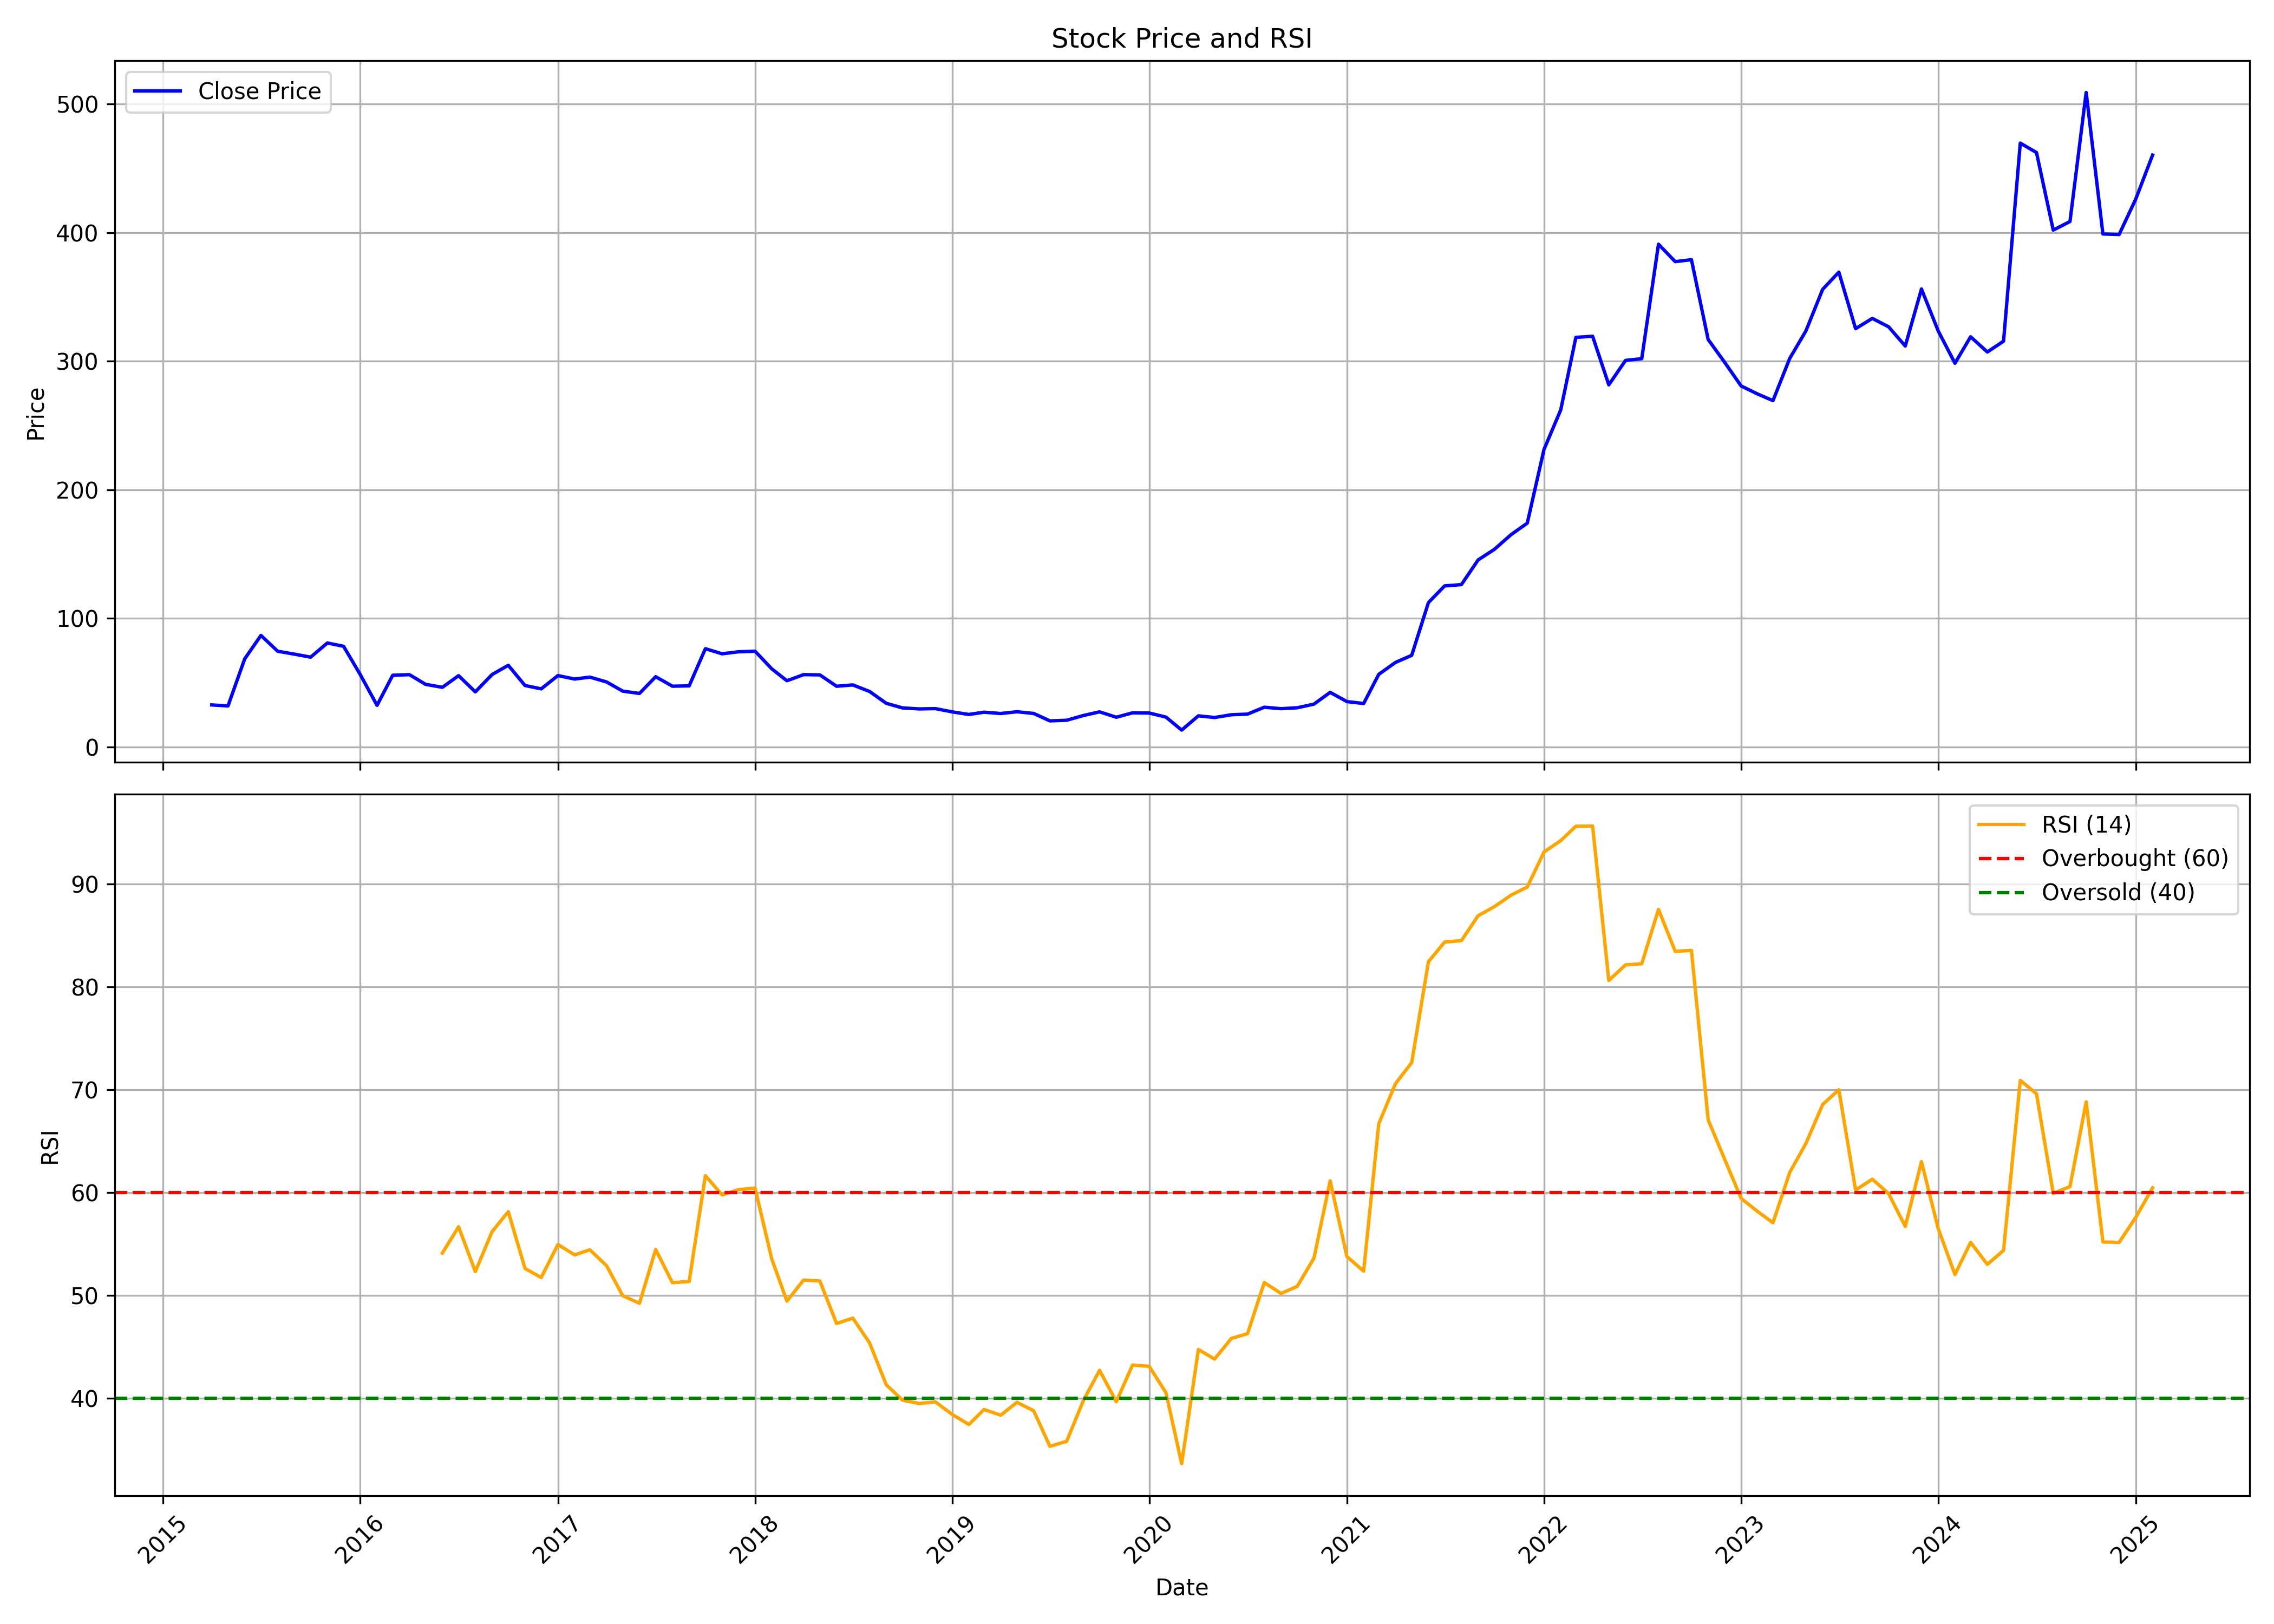 Stock Price and RSI
Close Price
500
400
300
200
100
0
Price
RSI (14)
Overbought (60)
Oversold (40)
90
80
70
60
50
40
RSI
2015
2016
2017
2018
2019
2020
2021
2022
2023
2024
2025
Date